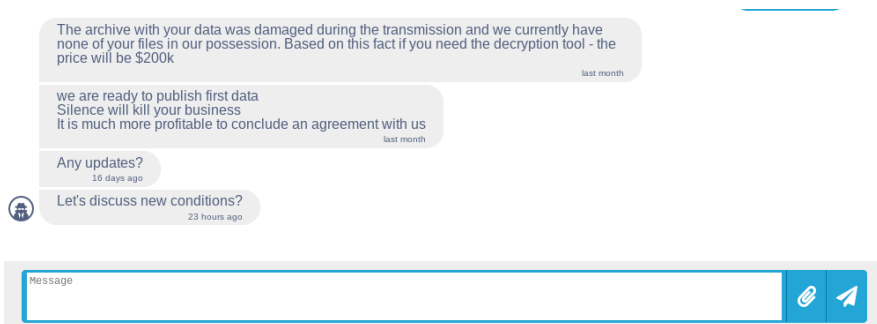 The archive with your data was damaged during the transmission and we currently have
none of your files in our possession. Based on this fact if you need the decryption tool - the
price will be $200k
last month
we are ready to publish first data
Silence will kill your business
It is much more profitable to conclude an agreement with us
last month
Any updates?
16 days ago
Let's discuss new conditions?
23 hours ago
Message